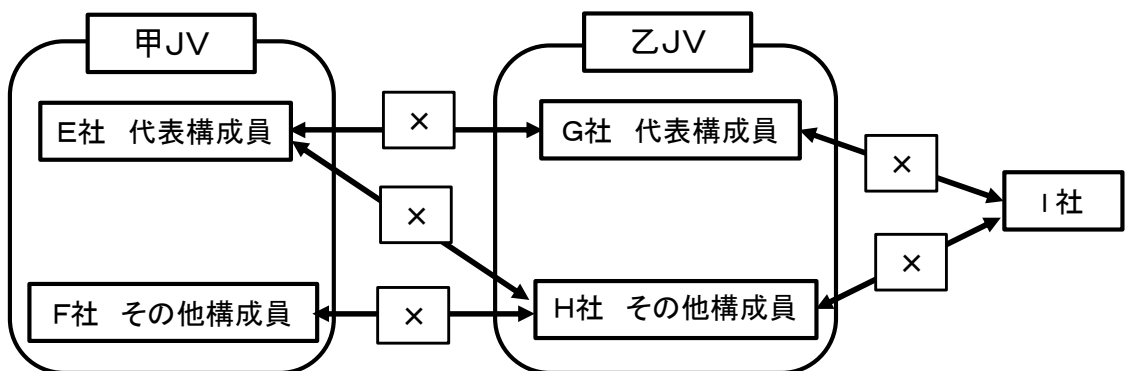 甲JV
乙JV
E社 代表構成員
×
G社 代表構成員
×
I社
×
×
F社 その他構成員
×
H社 その他構成員